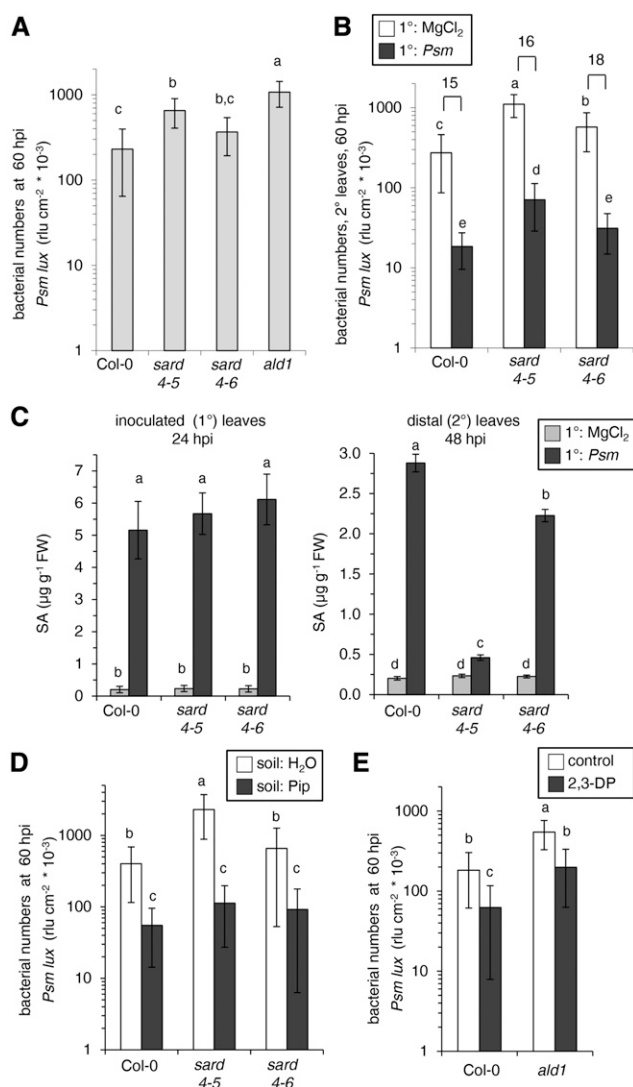 A
bacterial numbers at 60 hpi
Psm lux (rlu cm-2 * 10-3)
1000
100
10
1
c
b
b,c
a
Col-0
sard
4-5
sard
4-6
ald1
B
1°: MgCl2
1°: Psm
bacterial numbers, 2° leaves, 60 hpi
Psm lux (rlu cm-2 * 10-3)
1000
100
10
1
15
16
18
c
e
a
d
b
e
Col-0
sard
4-5
sard
4-6
C
inoculated (1°) leaves
24 hpi
SA (µg g-1 FW)
7
6
5
4
3
2
1
0
b
a
b
a
b
a
Col-0
sard
4-5
sard
4-6
distal (2°) leaves
48 hpi
1°: MgCl2
1°: Psm
SA (µg g-1 FW)
3.0
2.5
2.0
1.5
1.0
0.5
0.0
d
a
d
c
d
b
Col-0
sard
4-5
sard
4-6
D
soil: H2O
soil: Pip
bacterial numbers at 60 hpi
Psm lux (rlu cm-2 * 10-3)
1000
100
10
1
b
c
a
c
b
c
Col-0
sard
4-5
sard
4-6
E
control
2,3-DP
bacterial numbers at 60 hpi
Psm lux (rlu cm-2 * 10-3)
1000
100
10
1
b
c
a
b
Col-0
ald1